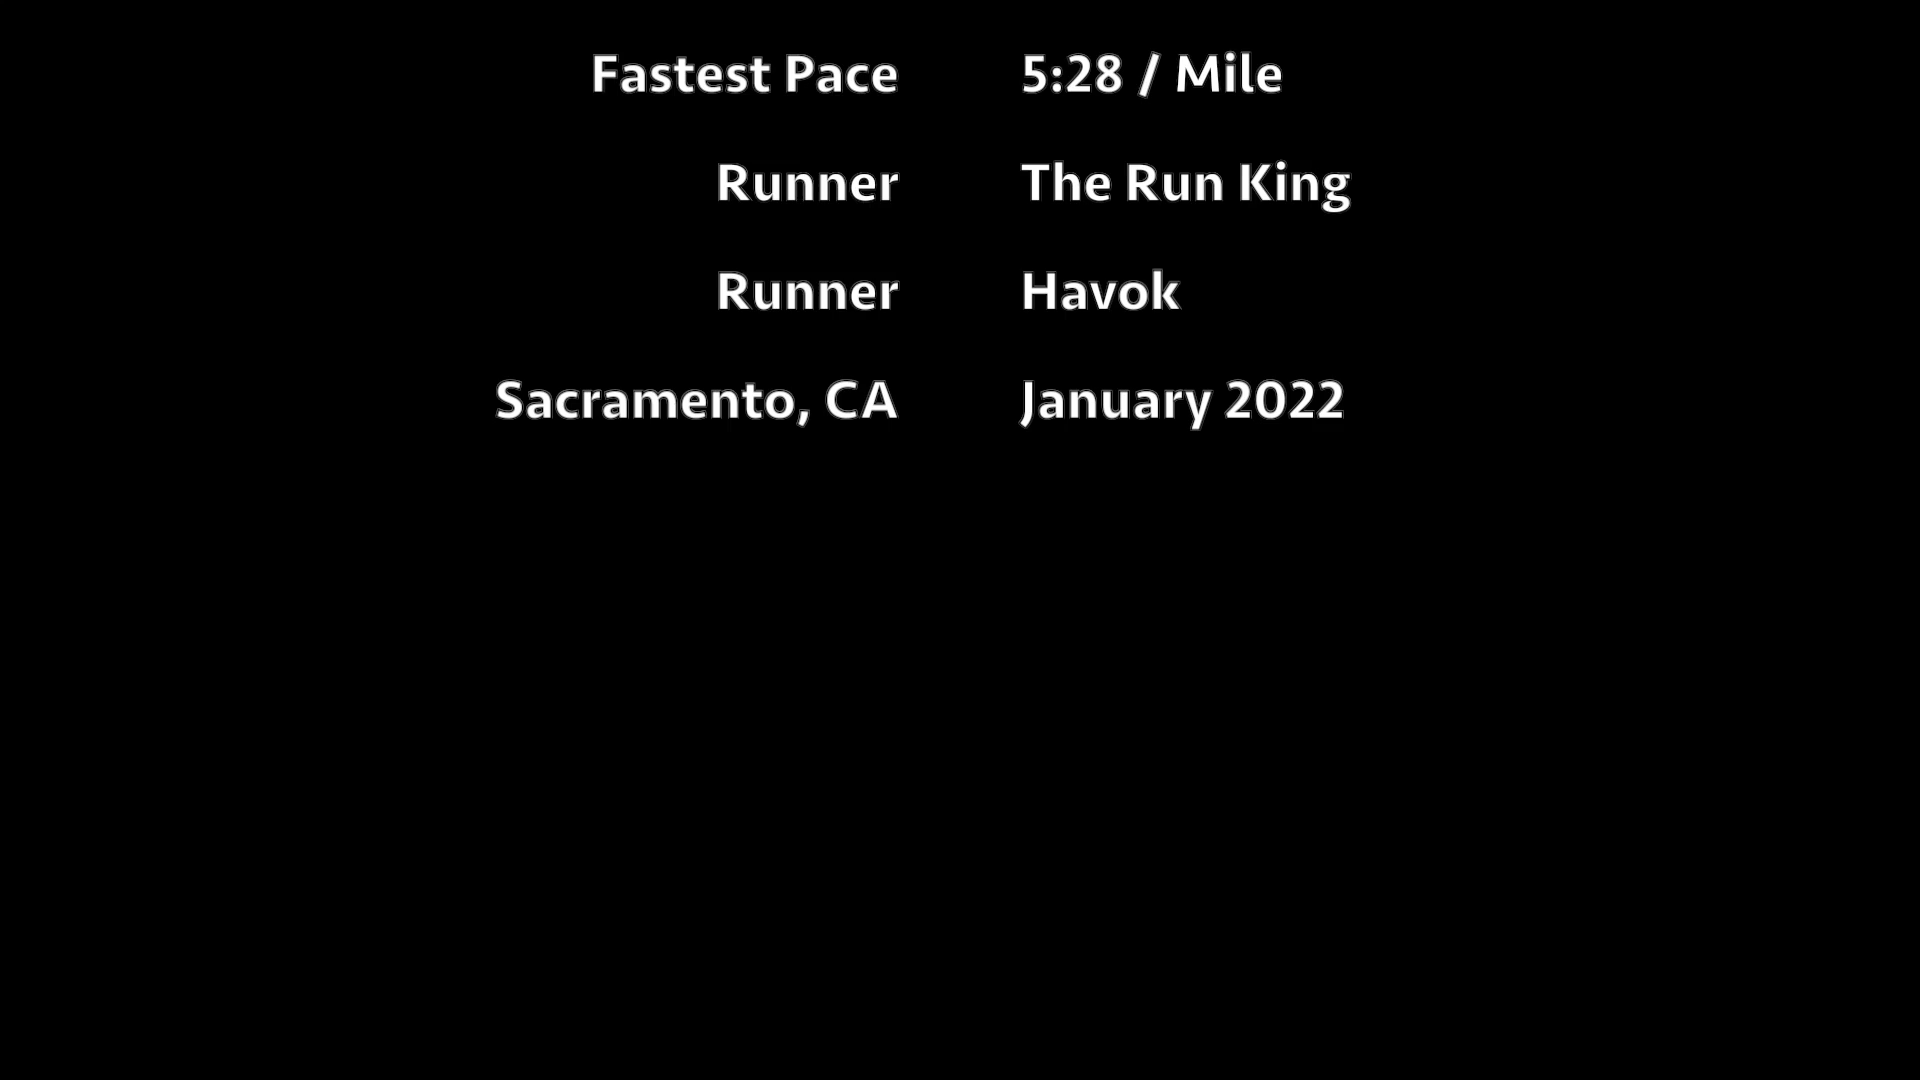 Fastest Pace 5:28 / Mile
Runner The Run King
Runner Havok
Sacramento, CA January 2022